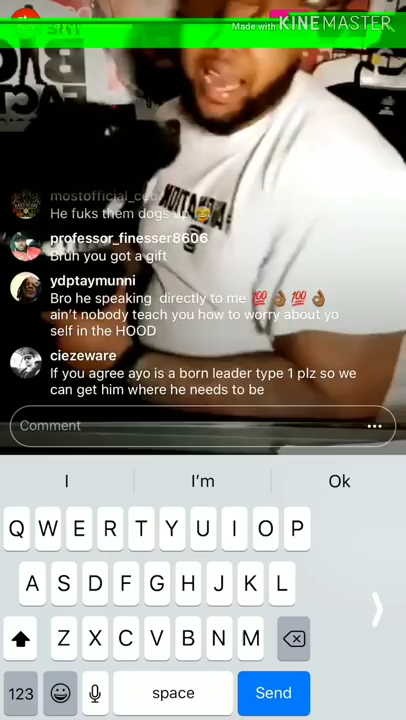 Made with KINEMASTER
mostofficial_ceo
He fuks them dogs up 😂
professor_finesser8606
Bruh you got a gift
ydptaymunni
Bro he speaking directly to me 💯👌🏾💯👌🏾
ain't nobody teach you how to worry about yo
self in the HOOD
ciezeware
If you agree ayo is a born leader type 1 plz so we
can get him where he needs to be
Comment
I I'm Ok
Q W E R T Y U I O P
A S D F G H J K L
Z X C V B N M
123 space Send